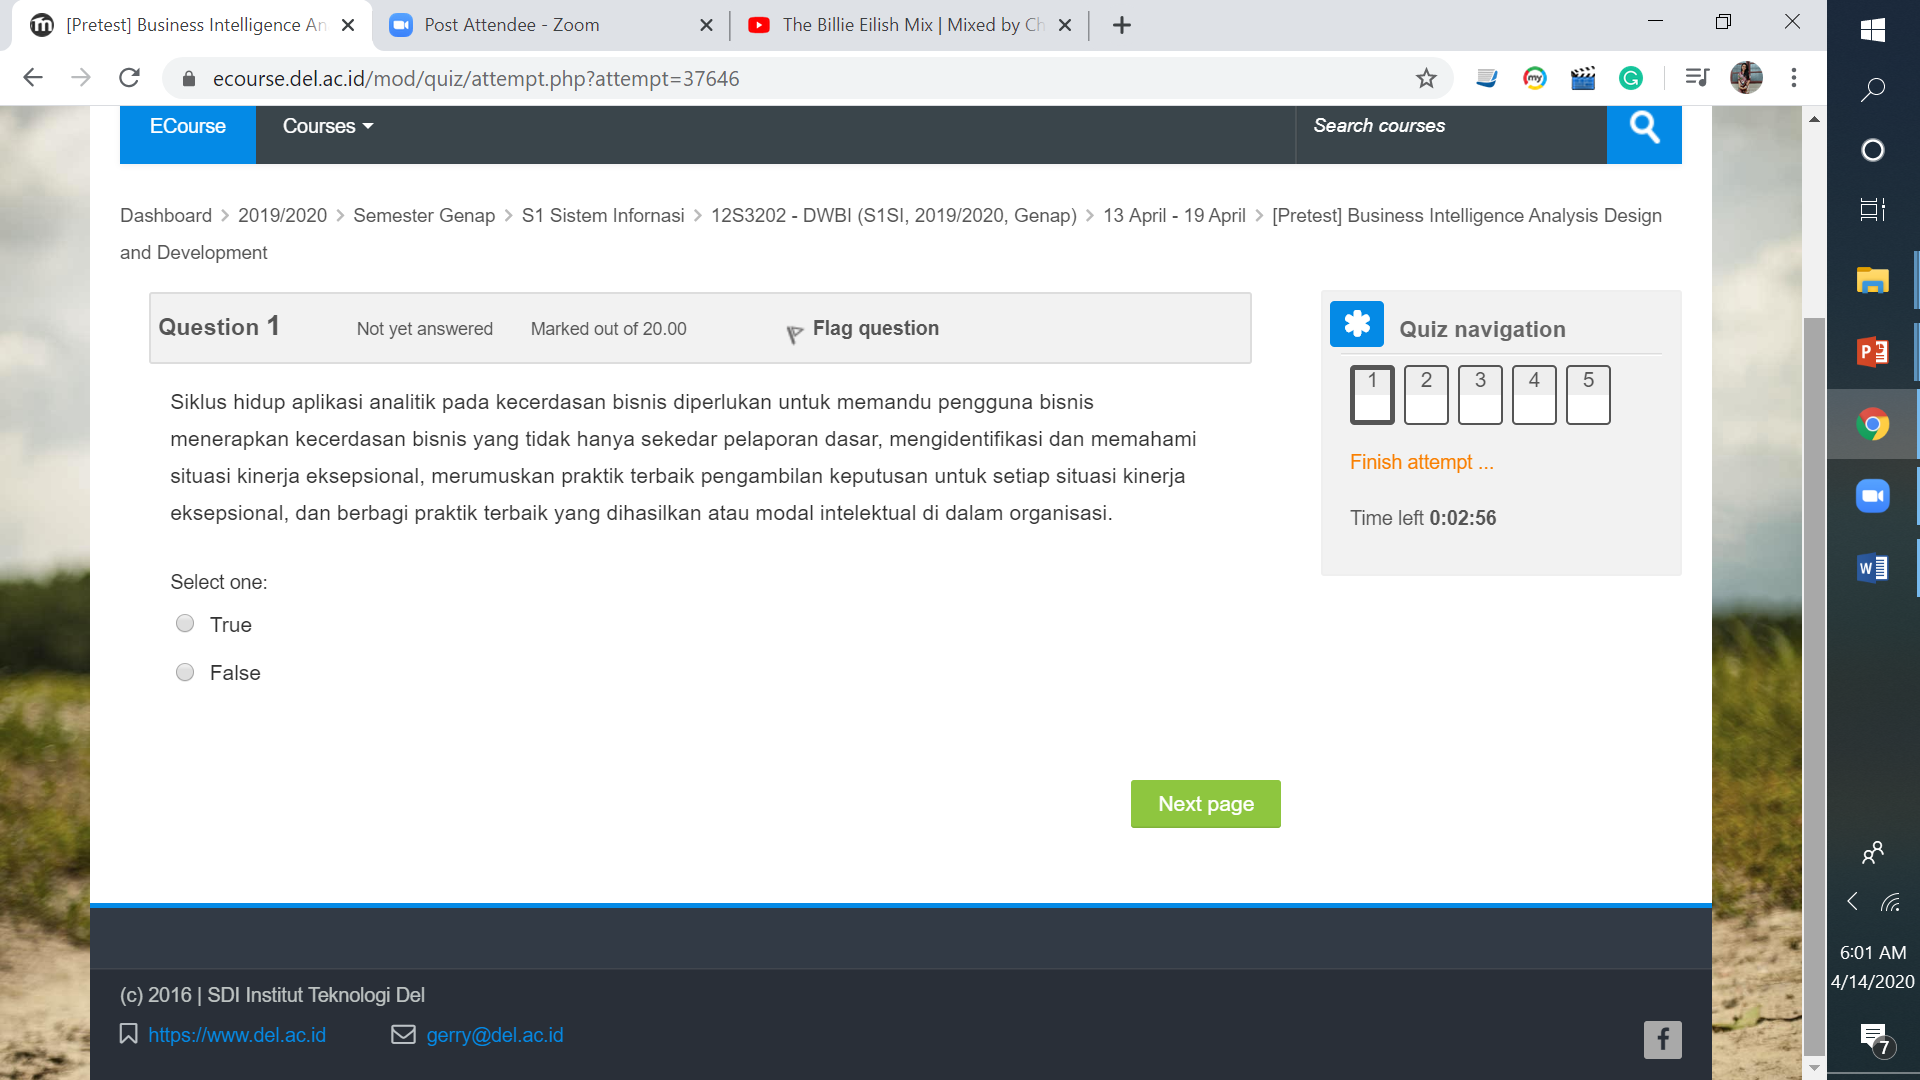 [Pretest] Business Intelligence An
Post Attendee - Zoom
The Billie Eilish Mix | Mixed by Ch
ecourse.del.ac.id/mod/quiz/attempt.php?attempt=37646
ECourse
Courses
Search courses
Dashboard > 2019/2020 > Semester Genap > S1 Sistem Infornasi > 12S3202 - DWBI (S1SI, 2019/2020, Genap) > 13 April - 19 April > [Pretest] Business Intelligence Analysis Design
and Development
Question 1
Not yet answered
Marked out of 20.00
Flag question
Siklus hidup aplikasi analitik pada kecerdasan bisnis diperlukan untuk memandu pengguna bisnis
menerapkan kecerdasan bisnis yang tidak hanya sekedar pelaporan dasar, mengidentifikasi dan memahami
situasi kinerja eksepsional, merumuskan praktik terbaik pengambilan keputusan untuk setiap situasi kinerja
eksepsional, dan berbagi praktik terbaik yang dihasilkan atau modal intelektual di dalam organisasi.
Select one:
True
False
Next page
Quiz navigation
1 2 3 4 5
Finish attempt ...
Time left 0:02:56
(c) 2016 | SDI Institut Teknologi Del
https://www.del.ac.id
gerry@del.ac.id
6:01 AM
4/14/2020
7